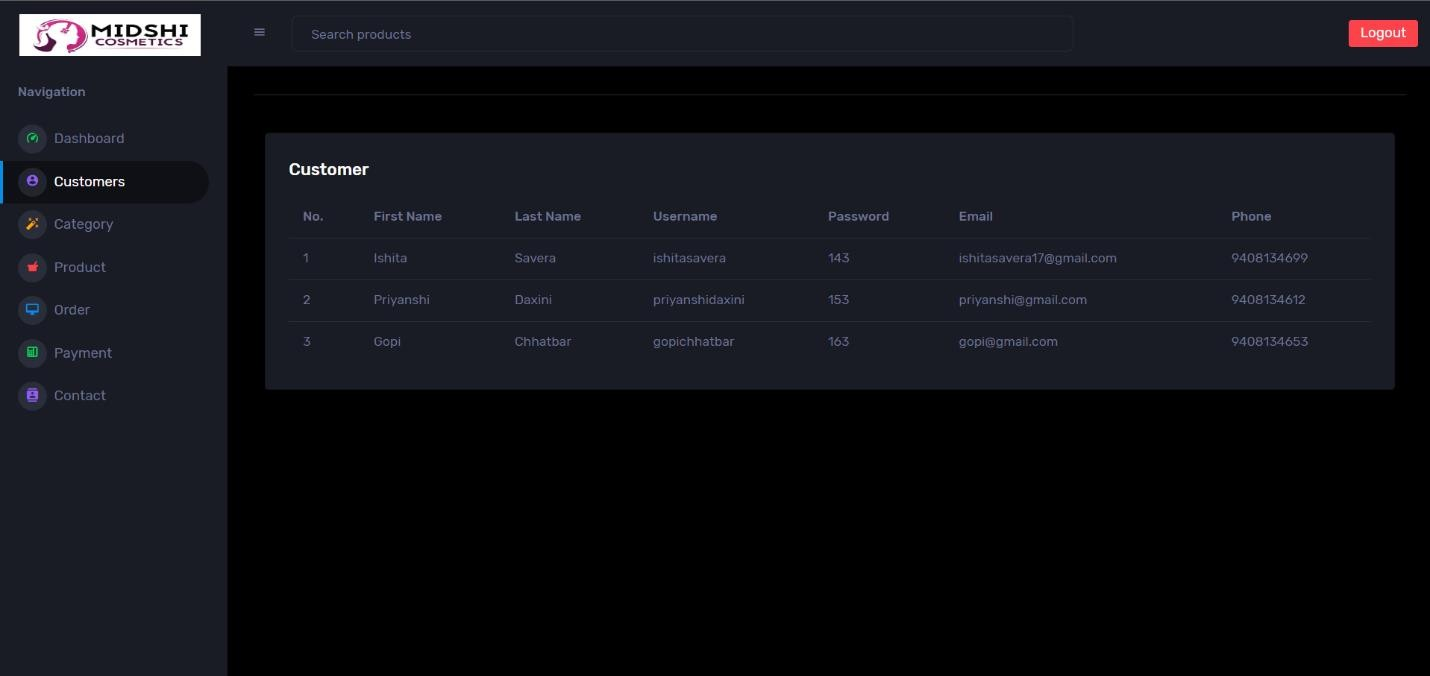 MIDSHI
COSMETICS
Search products
Logout
Navigation
Dashboard
Customers
Category
Product
Order
Payment
Contact
Customer
No. First Name Last Name Username Password Email Phone
1 Ishita Savera ishitasavera 143 ishitasavera17@gmail.com 9408134699
2 Priyanshi Daxini priyanshidaxini 153 priyanshi@gmail.com 9408134612
3 Gopi Chhatbar gopichhatbar 163 gopi@gmail.com 9408134653